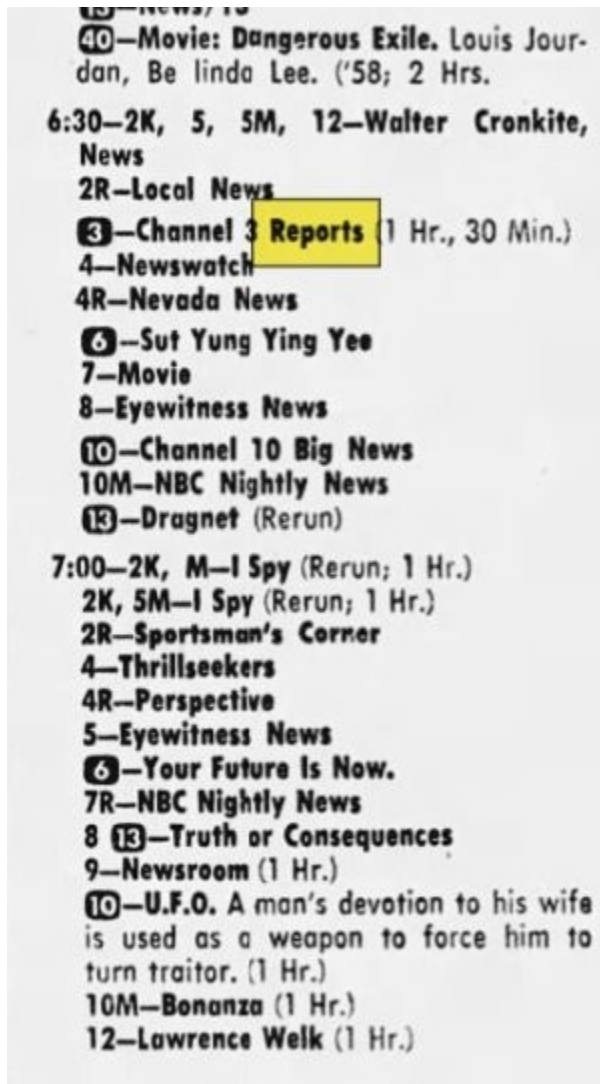 13—News/13
40—Movie: Dangerous Exile. Louis Jour-
dan, Be linda Lee. ('58; 2 Hrs.
6:30—2K, 5, 5M, 12—Walter Cronkite,
News
2R—Local News
3—Channel 3 Reports (1 Hr., 30 Min.)
4—Newswatch
4R—Nevada News
6—Sut Yung Ying Yee
7—Movie
8—Eyewitness News
10—Channel 10 Big News
10M—NBC Nightly News
13—Dragnet (Rerun)
7:00—2K, M—I Spy (Rerun; 1 Hr.)
2K, 5M—I Spy (Rerun; 1 Hr.)
2R—Sportsman's Corner
4—Thrillseekers
4R—Perspective
5—Eyewitness News
6—Your Future Is Now.
7R—NBC Nightly News
8 13—Truth or Consequences
9—Newsroom (1 Hr.)
10—U.F.O. A man's devotion to his wife
is used as a weapon to force him to
turn traitor. (1 Hr.)
10M—Bonanza (1 Hr.)
12—Lawrence Welk (1 Hr.)